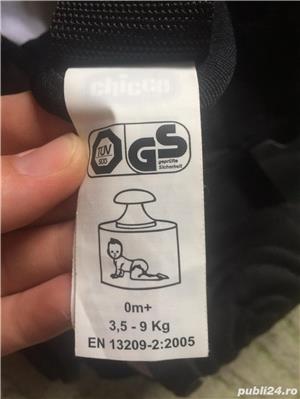 chicco
TÜV
SÜD
GS
geprüfte
Sicherheit
0m+
3,5 - 9 Kg
EN 13209-2:2005
publi24.ro